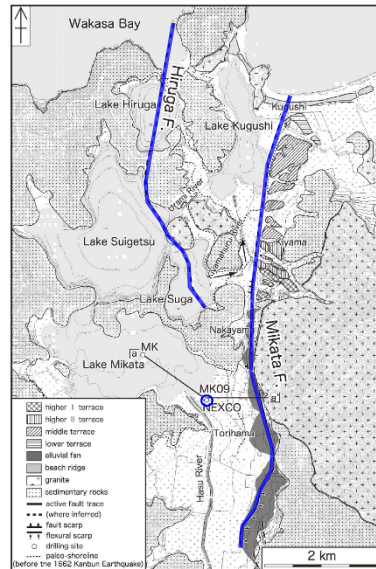 Wakasa Bay
Hiruga F.
Lake Hiruga
Kugushi
Lake Kugushi
River
Kiyama
Lake Suigetsu
Lake Suga
Nakayama
Mikata F.
a MK
Lake Mikata
MK09
a'
NEXCO
Torihama
Hasu River
higher I terrace
higher II terrace
middle terrace
lower terrace
alluvial fan
beach ridge
granite
sedimentary rocks
active fault trace
(where inferred)
fault scarp
flexural scarp
drilling site
paleo-shoreline
(before the 1662 Kanbun Earthquake)
2 km